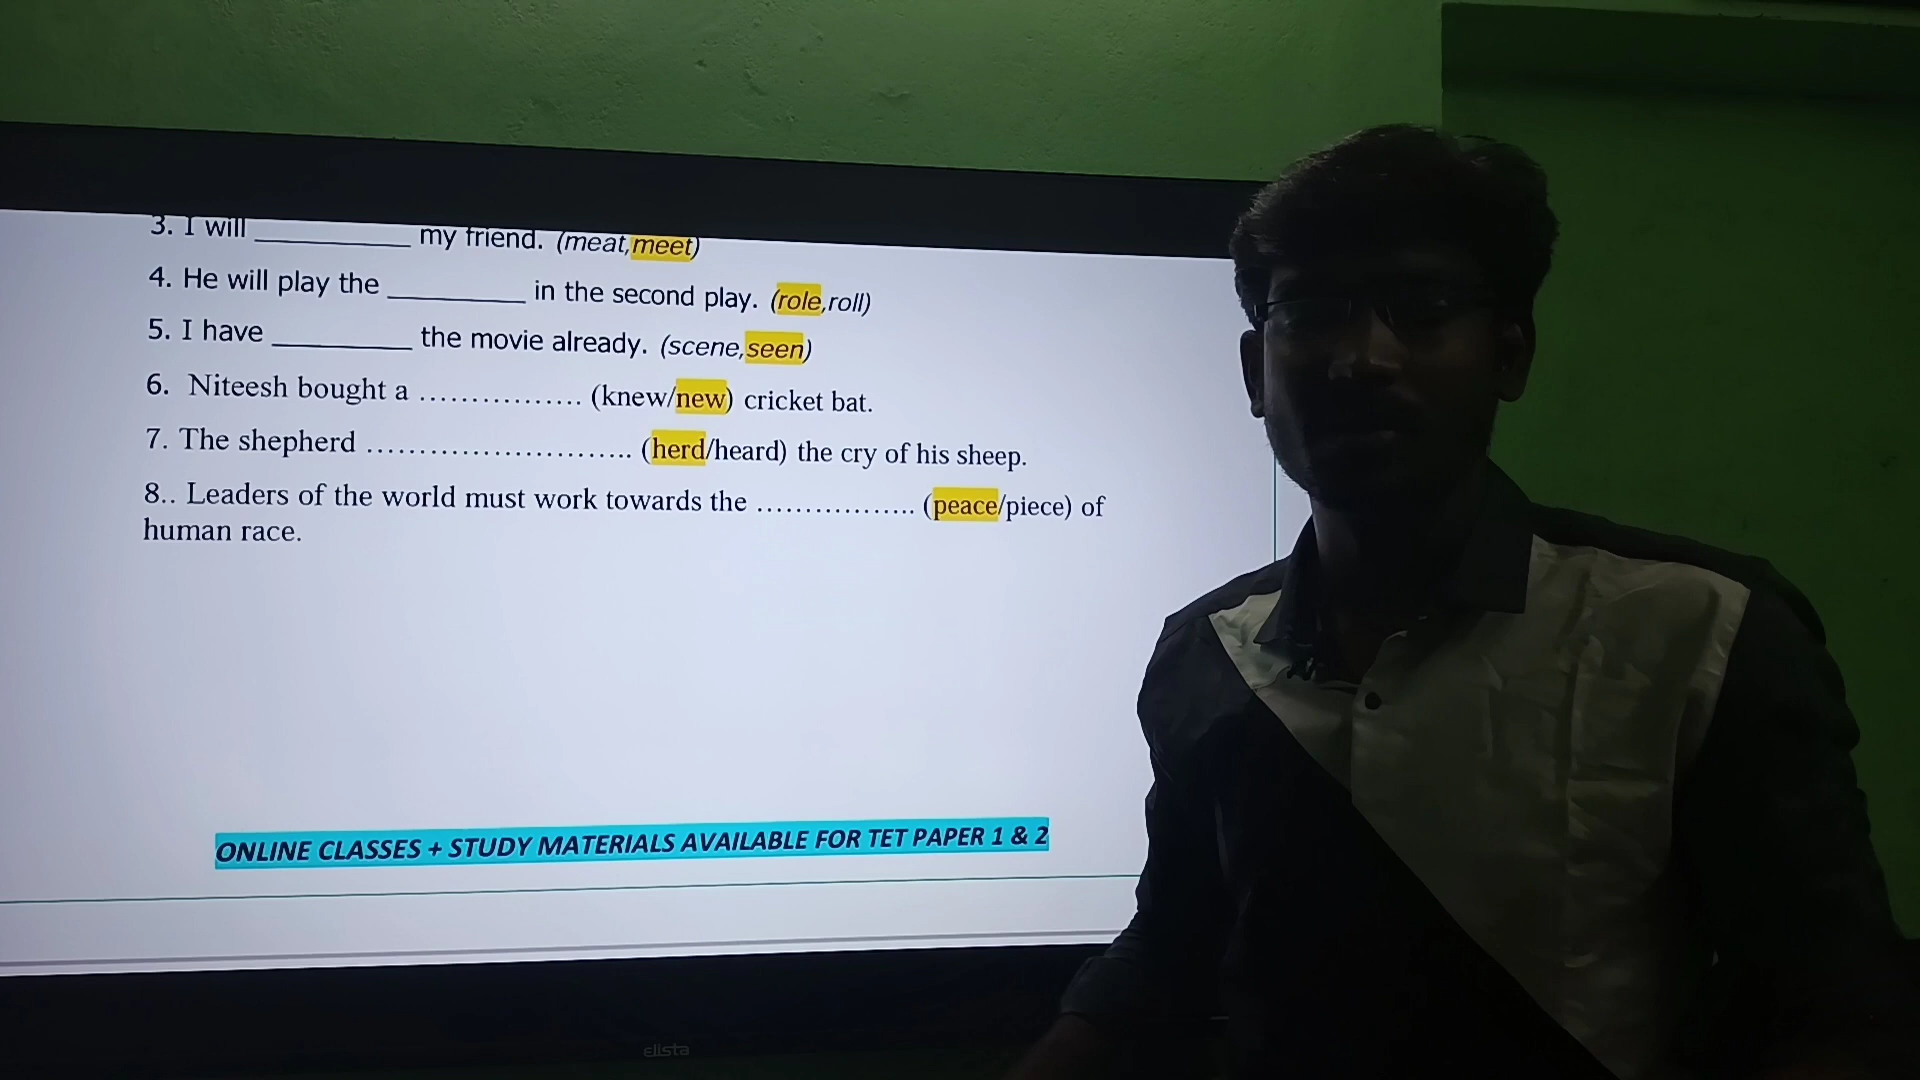 3. I will __________ my friend. (meat,meet)
4. He will play the _________ in the second play. (role,roll)
5. I have _________ the movie already. (scene,seen)
6. Niteesh bought a ................ (knew/new) cricket bat.
7. The shepherd .......................... (herd/heard) the cry of his sheep.
8.. Leaders of the world must work towards the ................. (peace/piece) of
human race.
ONLINE CLASSES + STUDY MATERIALS AVAILABLE FOR TET PAPER 1 & 2
elista